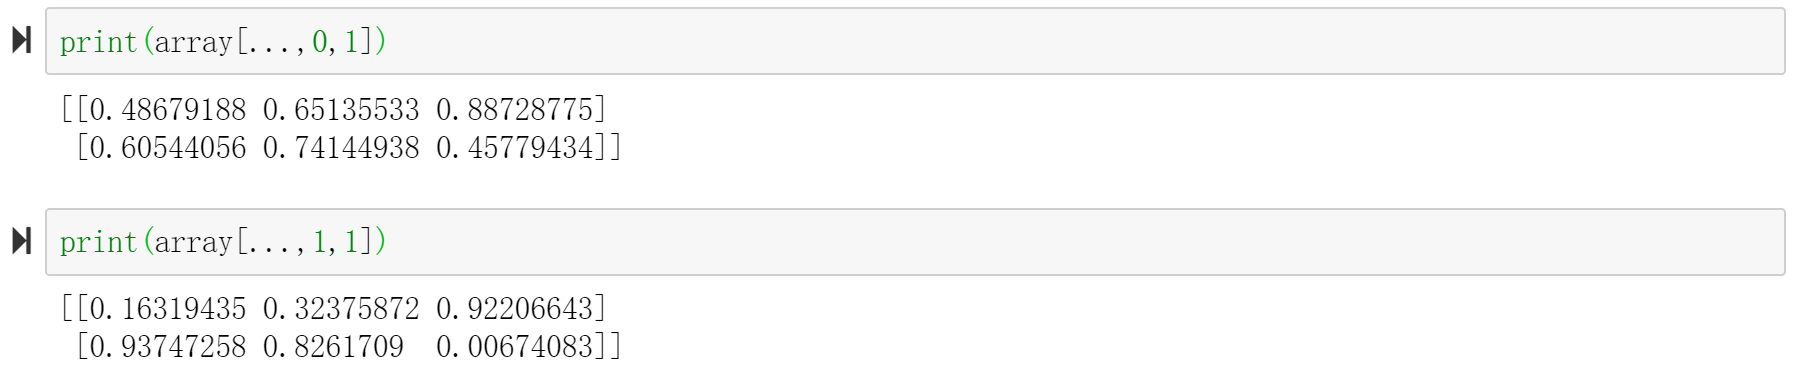 print(array[...,0,1])
[[0.48679188 0.65135533 0.88728775]
 [0.60544056 0.74144938 0.45779434]]
print(array[...,1,1])
[[0.16319435 0.32375872 0.92206643]
 [0.93747258 0.8261709  0.00674083]]